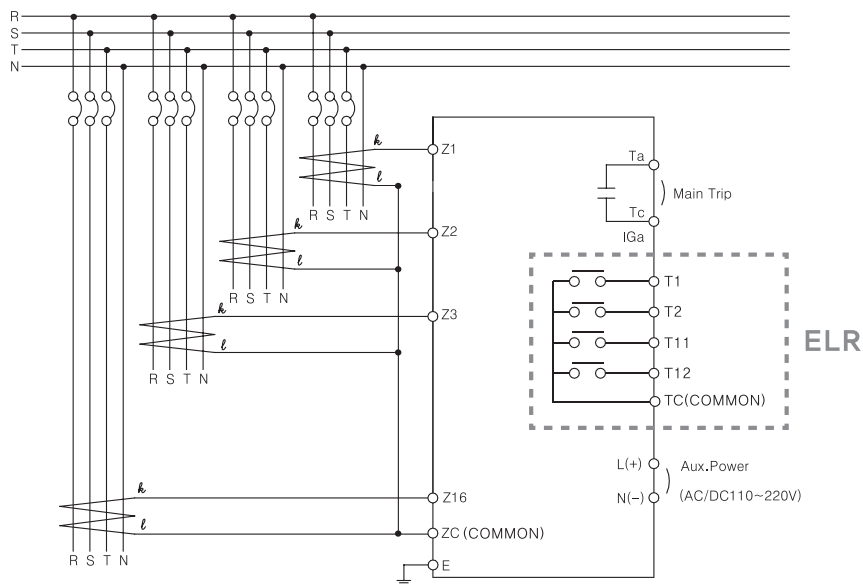 R
S
T
N
k
Z1
ℓ
R S T N
k
Z2
ℓ
R S T N
k
Z3
ℓ
R S T N
k
Z16
ℓ
ZC (COMMON)
R S T N
E
Ta
Main Trip
Tc
IGa
T1
T2
T11
T12
TC(COMMON)
ELR
L(+)
Aux.Power
N(-)
(AC/DC110~220V)